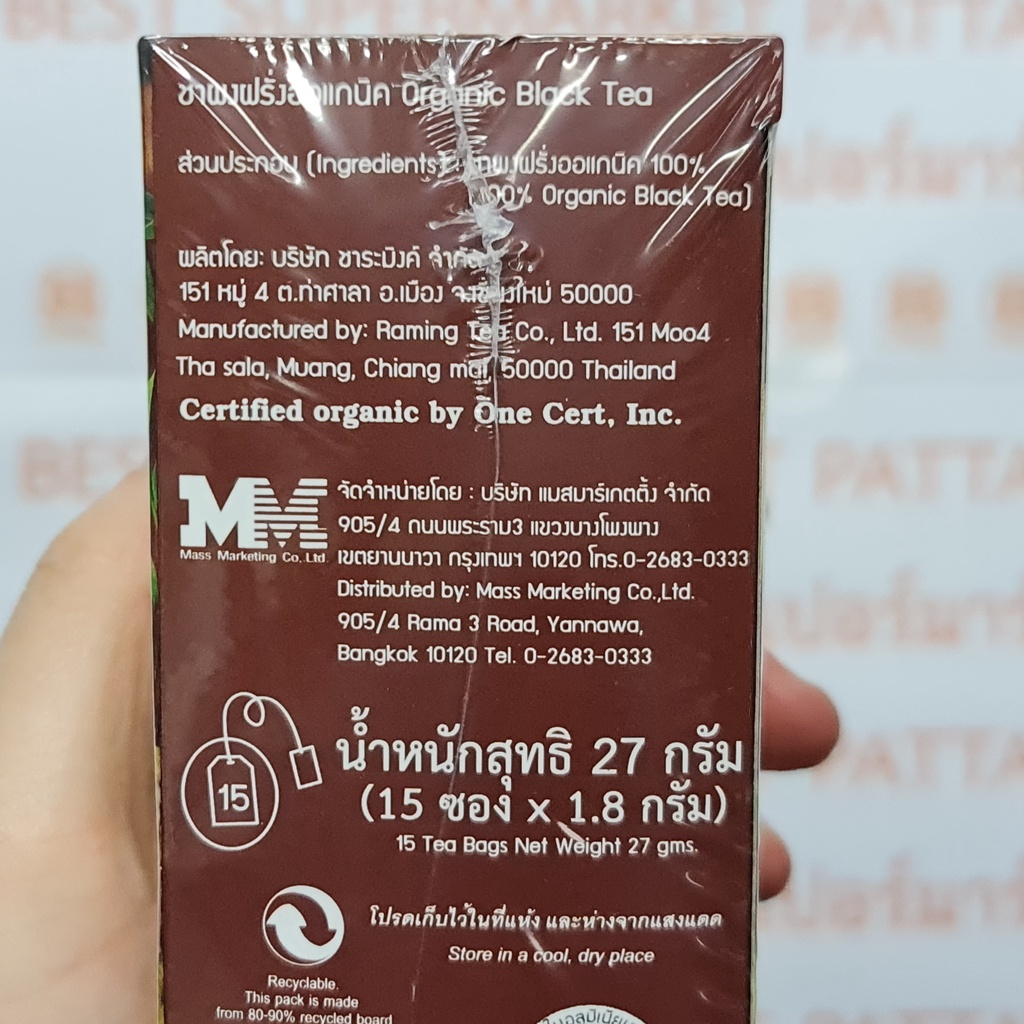 BEST SUPERMARKET PATTA
ชาผงฝรั่งออแกนิค Organic Black Tea
ส่วนประกอบ (Ingredients) : ชาผงฝรั่งออแกนิค 100%
100% Organic Black Tea)
ผลิตโดย: บริษัท ชาระมิงค์ จำกัด
151 หมู่ 4 ต.ท่าศาลา อ.เมือง จ.เชียงใหม่ 50000
Manufactured by: Raming Tea Co., Ltd. 151 Moo4
Tha sala, Muang, Chiang mai, 50000 Thailand
Certified organic by One Cert, Inc.
MM
Mass Marketing Co,.Ltd.
จัดจำหน่ายโดย : บริษัท แมสมาร์เกตติ้ง จำกัด
905/4 ถนนพระราม3 แขวงบางโพงพาง
เขตยานนาวา กรุงเทพฯ 10120 โทร.0-2683-0333
Distributed by: Mass Marketing Co.,Ltd.
905/4 Rama 3 Road, Yannawa,
Bangkok 10120 Tel. 0-2683-0333
15
น้ำหนักสุทธิ 27 กรัม
(15 ซอง x 1.8 กรัม)
15 Tea Bags Net Weight 27 gms.
โปรดเก็บไว้ในที่แห้ง และห่างจากแสงแดด
Store in a cool, dry place
Recyclable.
This pack is made
from 80-90% recycled board